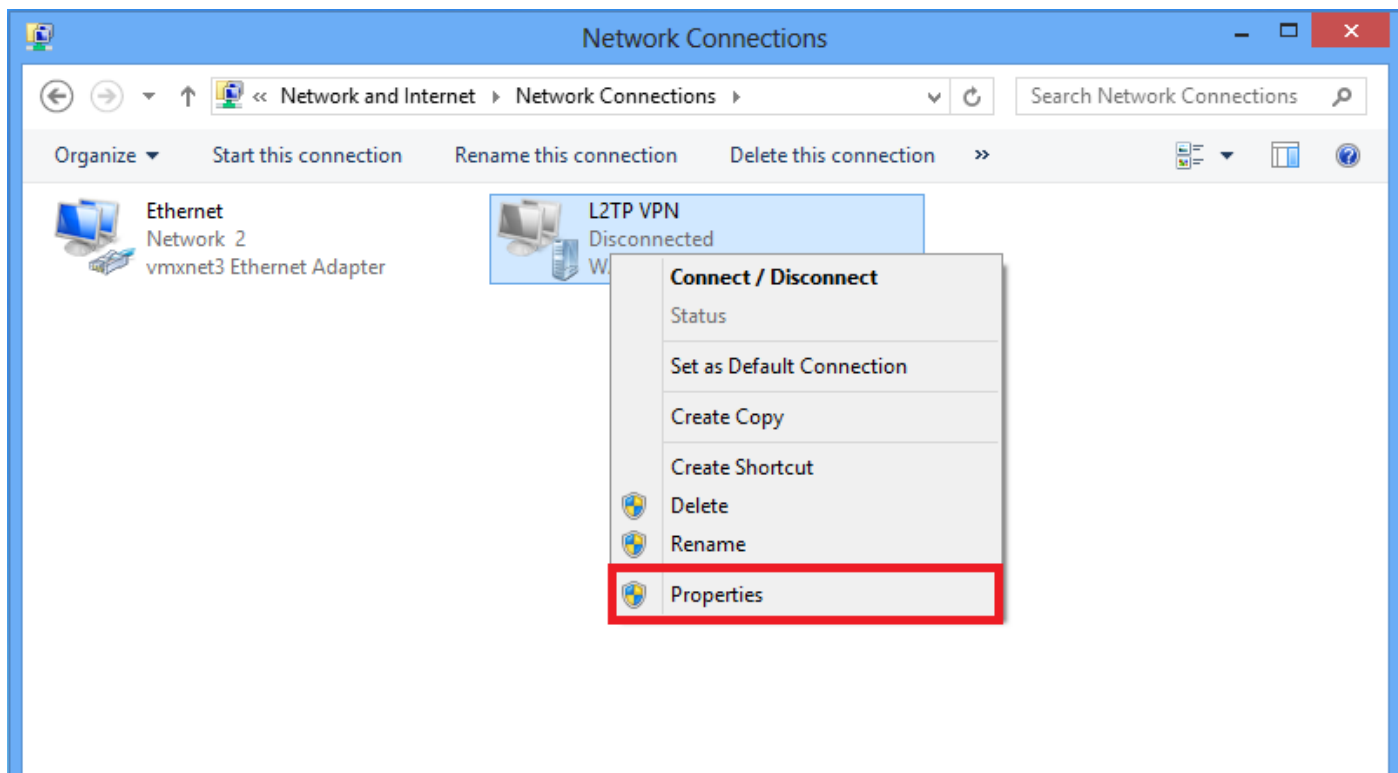 Network Connections
« Network and Internet Network Connections
Search Network Connections
Organize Start this connection Rename this connection Delete this connection »
Ethernet
Network 2
vmxnet3 Ethernet Adapter
L2TP VPN
Disconnected
Connect / Disconnect
Status
Set as Default Connection
Create Copy
Create Shortcut
Delete
Rename
Properties